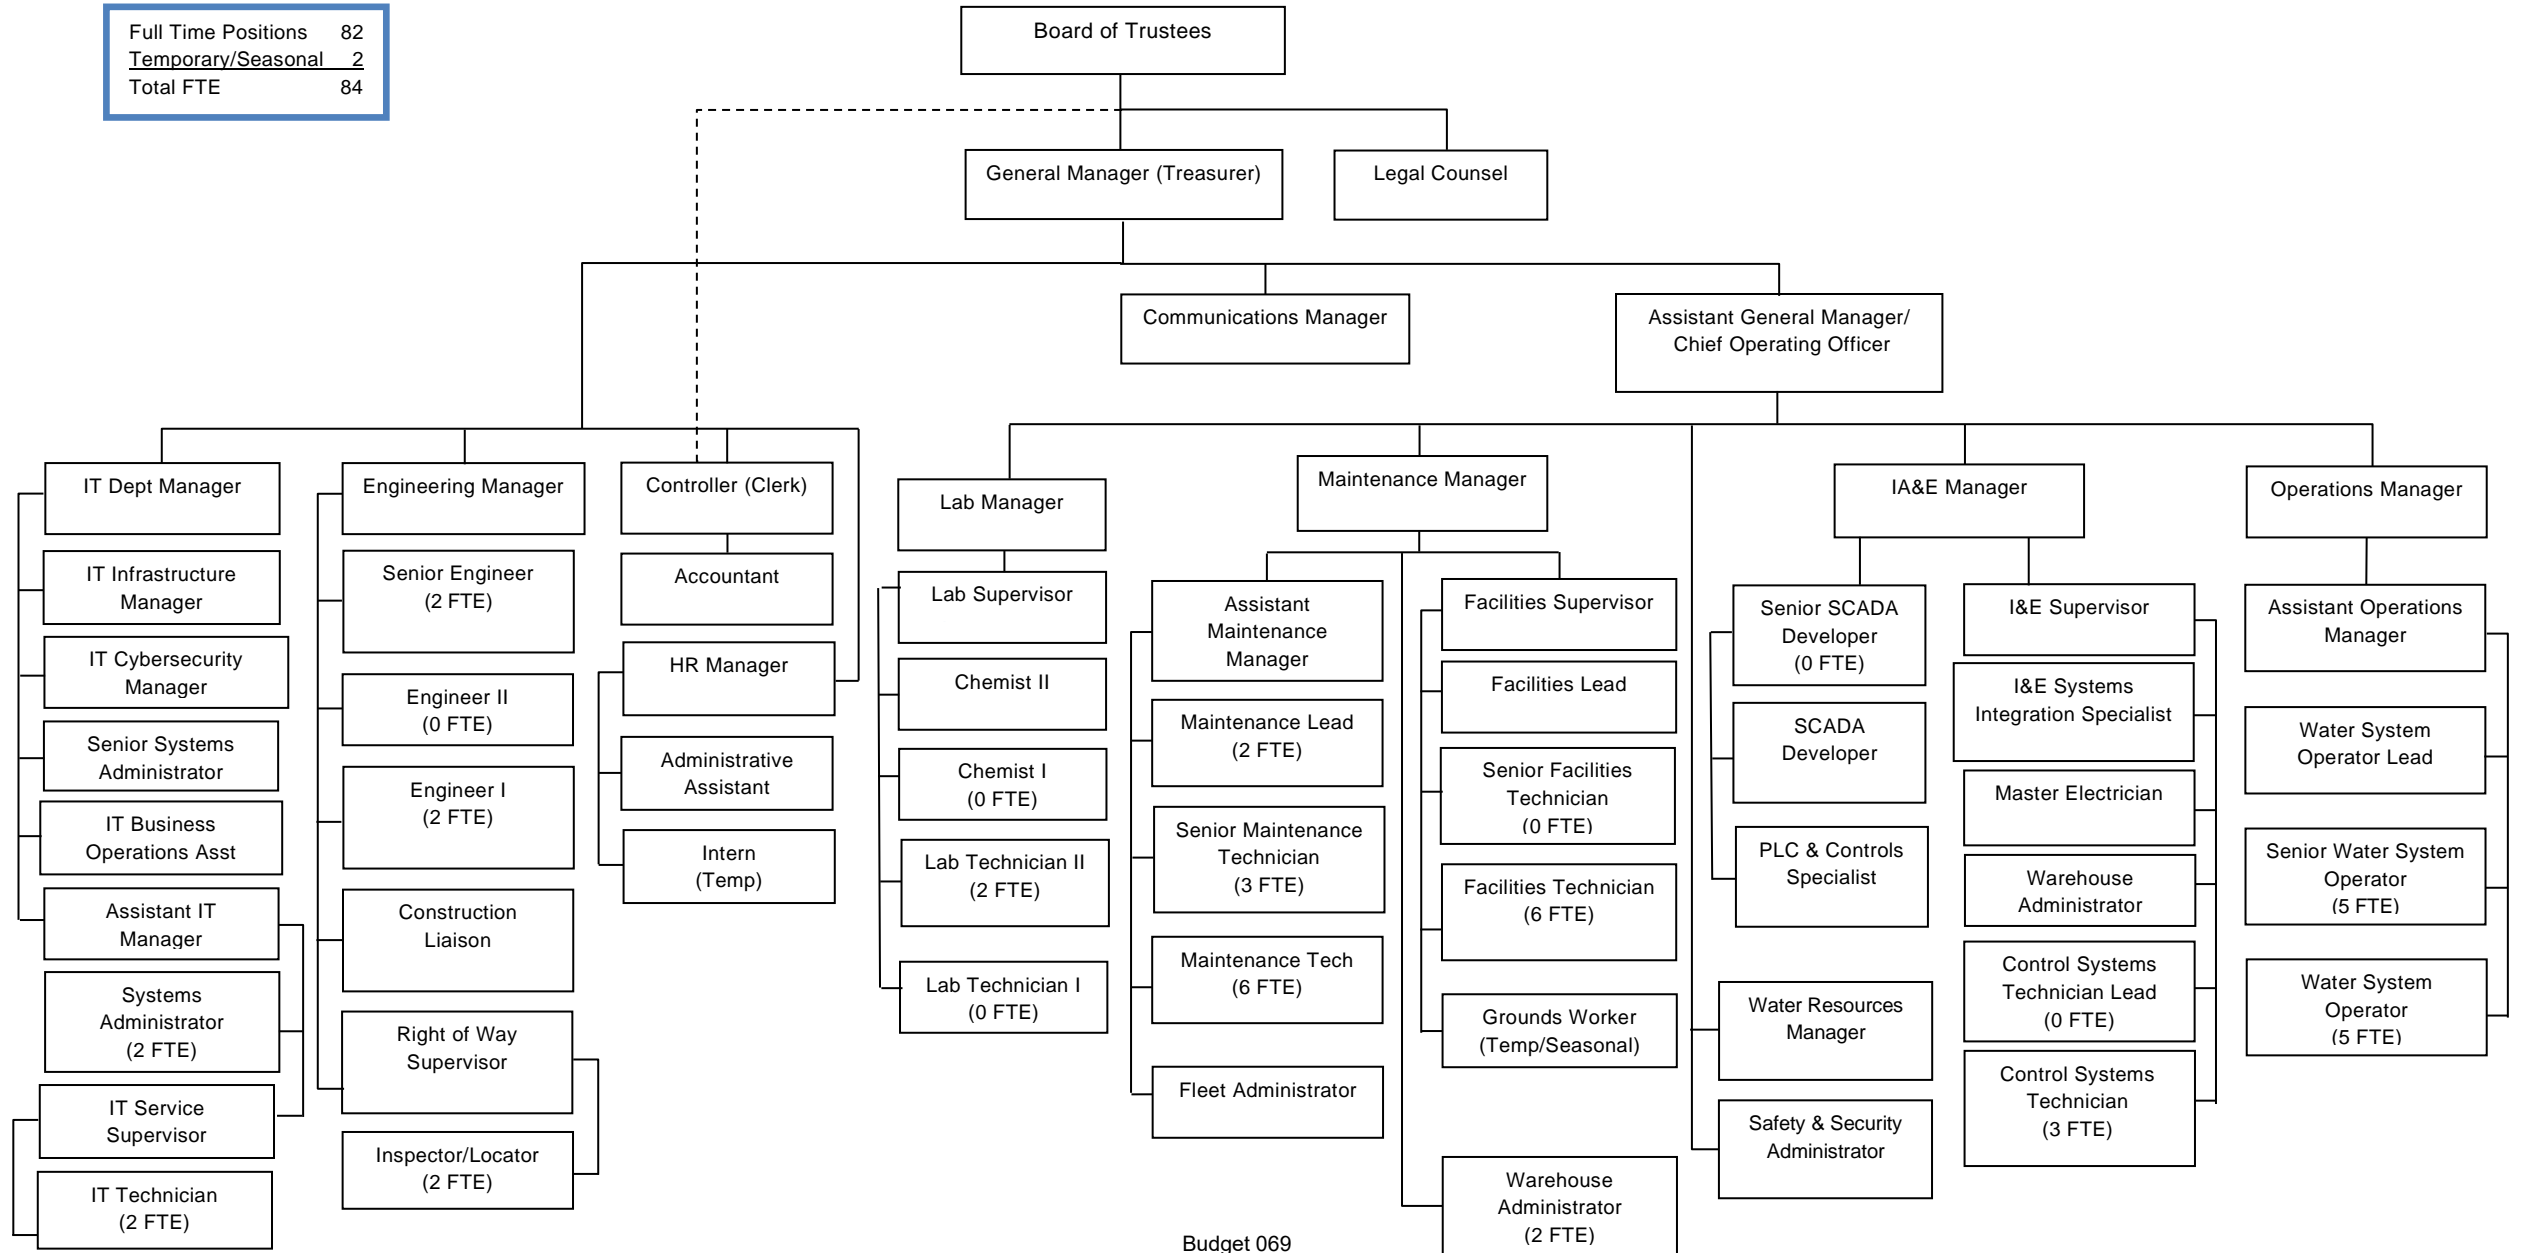 Full Time Positions 82
Temporary/Seasonal 2
Total FTE 84
Board of Trustees
General Manager (Treasurer)
Legal Counsel
Communications Manager
Assistant General Manager/
Chief Operating Officer
IT Dept Manager
IT Infrastructure
Manager
IT Cybersecurity
Manager
Senior Systems
Administrator
IT Business
Operations Asst
Assistant IT
Manager
Systems
Administrator
(2 FTE)
IT Service
Supervisor
IT Technician
(2 FTE)
Engineering Manager
Senior Engineer
(2 FTE)
Engineer II
(0 FTE)
Engineer I
(2 FTE)
Construction
Liaison
Right of Way
Supervisor
Inspector/Locator
(2 FTE)
Controller (Clerk)
Accountant
HR Manager
Administrative
Assistant
Intern
(Temp)
Lab Manager
Lab Supervisor
Chemist II
Chemist I
(0 FTE)
Lab Technician II
(2 FTE)
Lab Technician I
(0 FTE)
Maintenance Manager
Assistant
Maintenance
Manager
Maintenance Lead
(2 FTE)
Senior Maintenance
Technician
(3 FTE)
Maintenance Tech
(6 FTE)
Fleet Administrator
Facilities Supervisor
Facilities Lead
Senior Facilities
Technician
(0 FTE)
Facilities Technician
(6 FTE)
Grounds Worker
(Temp/Seasonal)
Warehouse
Administrator
(2 FTE)
Water Resources
Manager
Safety & Security
Administrator
IA&E Manager
Senior SCADA
Developer
(0 FTE)
SCADA
Developer
PLC & Controls
Specialist
I&E Supervisor
I&E Systems
Integration Specialist
Master Electrician
Warehouse
Administrator
Control Systems
Technician Lead
(0 FTE)
Control Systems
Technician
(3 FTE)
Operations Manager
Assistant Operations
Manager
Water System
Operator Lead
Senior Water System
Operator
(5 FTE)
Water System
Operator
(5 FTE)
Budget 069